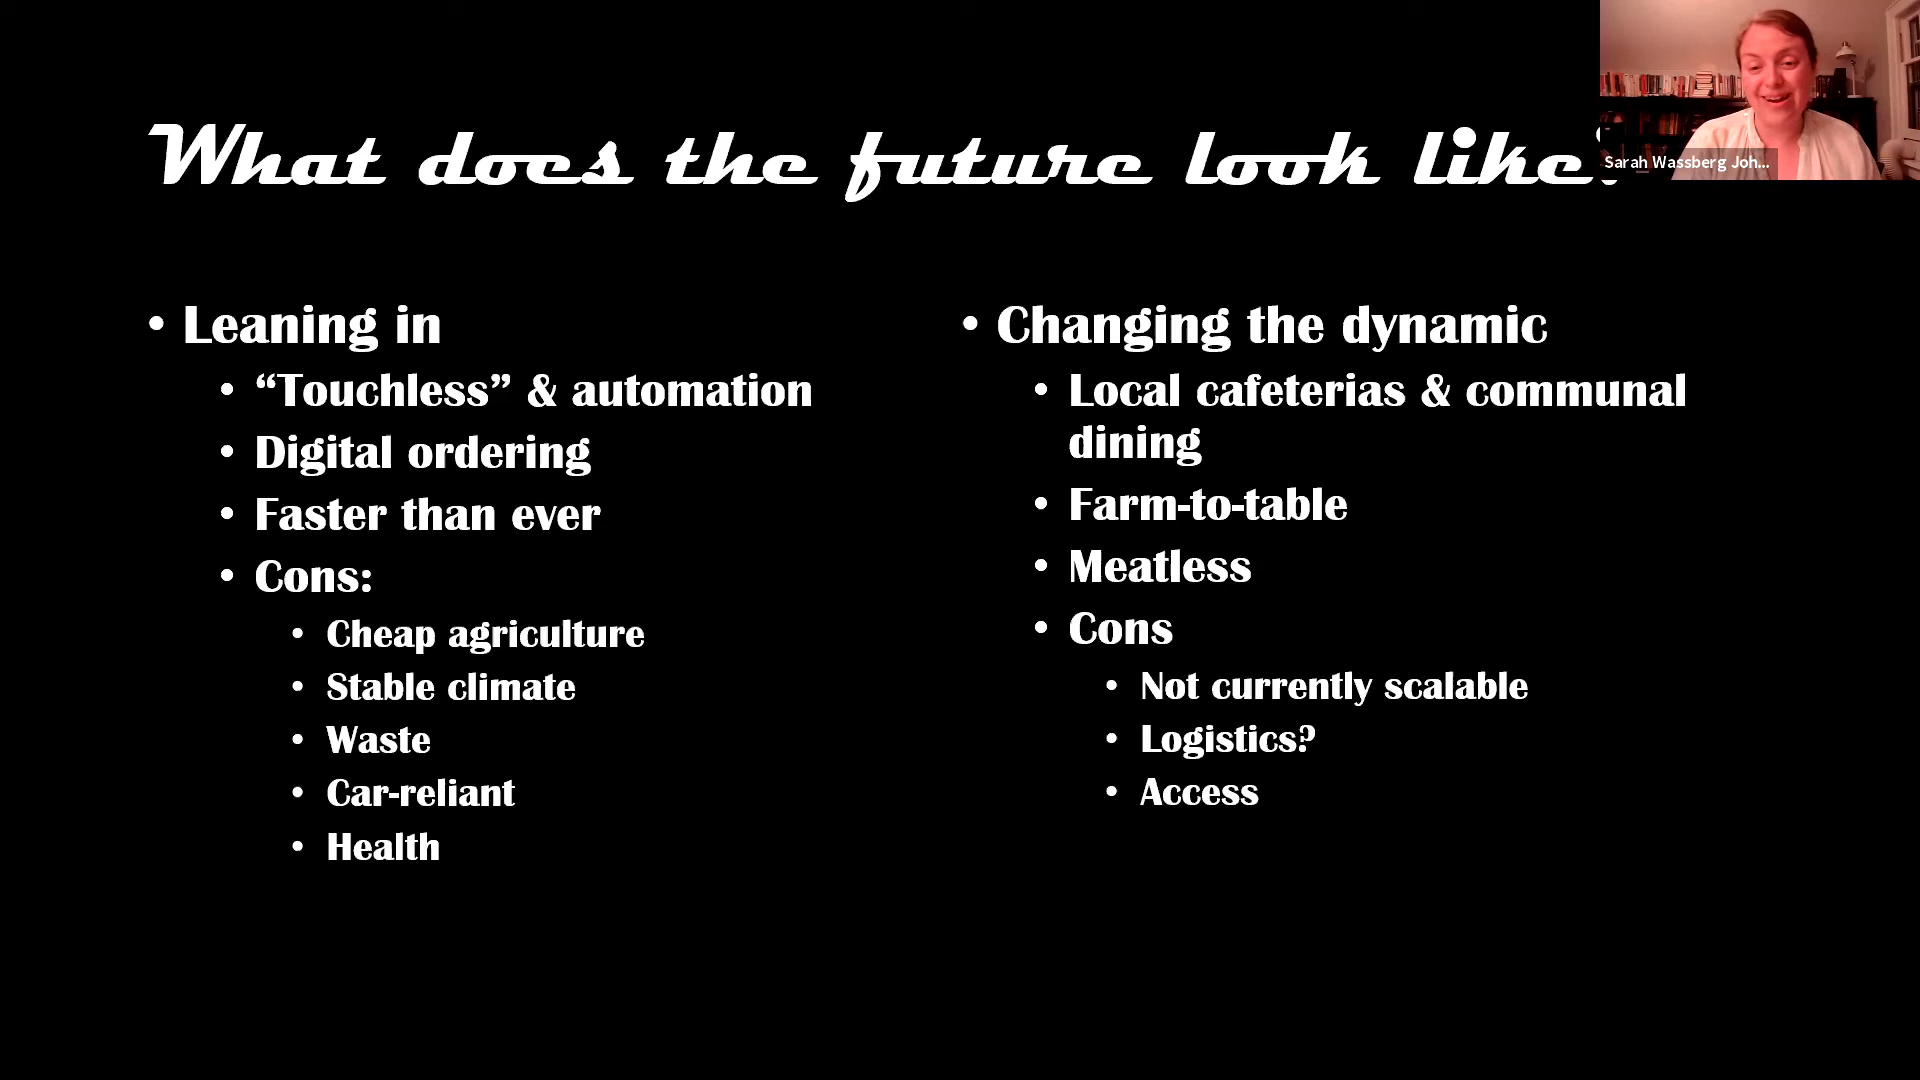 What does the future look like?
Sarah Wassberg Joh...
• Leaning in
• “Touchless” & automation
• Digital ordering
• Faster than ever
• Cons:
• Cheap agriculture
• Stable climate
• Waste
• Car-reliant
• Health
• Changing the dynamic
• Local cafeterias & communal
dining
• Farm-to-table
• Meatless
• Cons
• Not currently scalable
• Logistics?
• Access